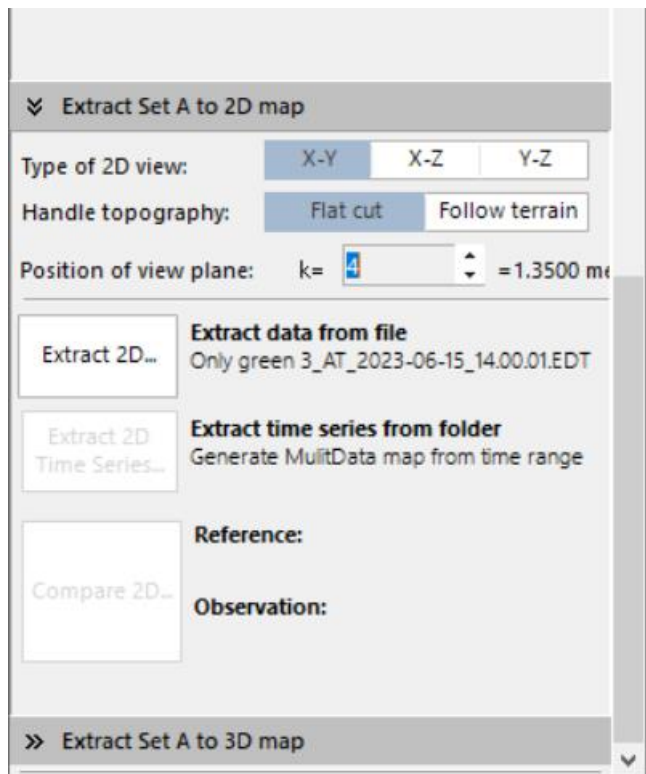 Extract Set A to 2D map
Type of 2D view: X-Y X-Z Y-Z
Handle topography: Flat cut Follow terrain
Position of view plane: k= 4 =1.3500 me
Extract 2D... Extract data from file
Only green 3_AT_2023-06-15_14.00.01.EDT
Extract 2D Time Series... Extract time series from folder
Generate MulitData map from time range
Compare 2D... Reference:
Observation:
Extract Set A to 3D map